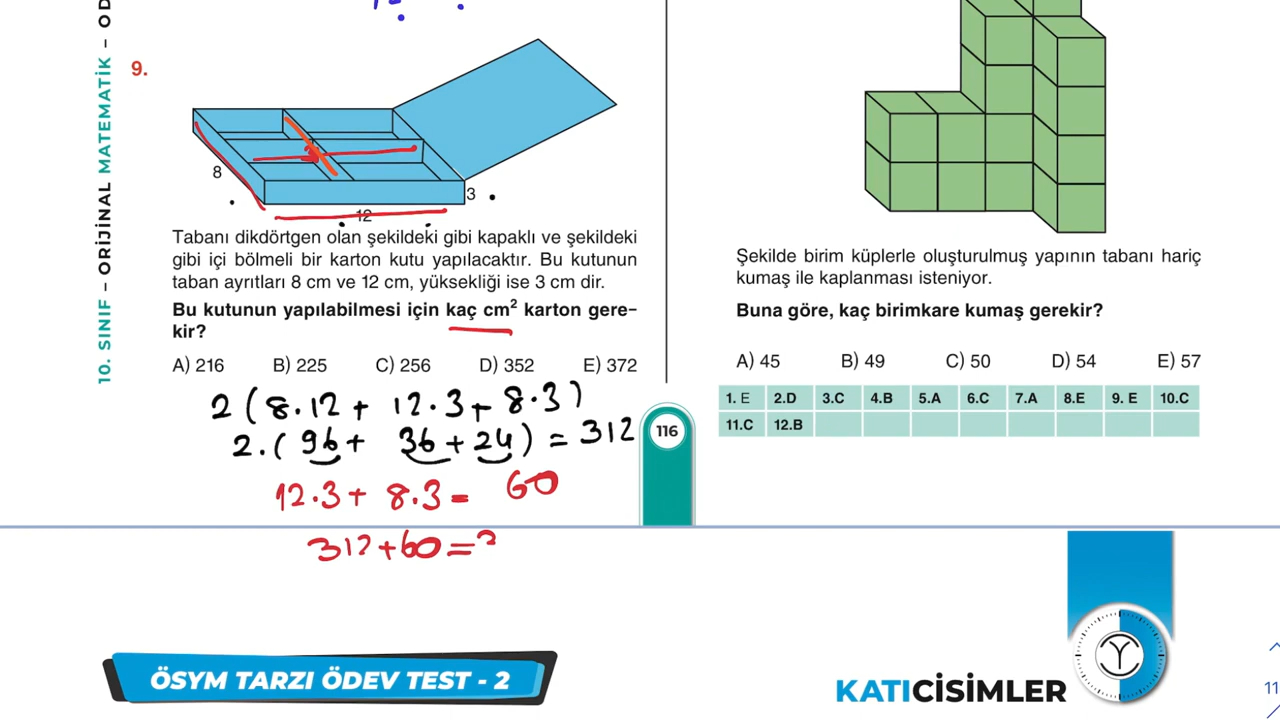 10. SINIF – ORİJİNAL MATEMATİK – OD
9.
8
3
12
Tabanı dikdörtgen olan şekildeki gibi kapaklı ve şekildeki
gibi içi bölmeli bir karton kutu yapılacaktır. Bu kutunun
taban ayrıtları 8 cm ve 12 cm, yüksekliği ise 3 cm dir.
Bu kutunun yapılabilmesi için kaç cm² karton gere–
kir?
A) 216 B) 225 C) 256 D) 352 E) 372
2 ( 8.12 + 12.3 + 8.3 )
2. ( 96 + 36 + 24 ) = 312
12.3 + 8.3 = 60
312 + 60 =
Şekilde birim küplerle oluşturulmuş yapının tabanı hariç
kumaş ile kaplanması isteniyor.
Buna göre, kaç birimkare kumaş gerekir?
A) 45 B) 49 C) 50 D) 54 E) 57
1. E 2.D 3.C 4.B 5.A 6.C 7.A 8.E 9. E 10.C
11.C 12.B
116
ÖSYM TARZI ÖDEV TEST - 2
KATICİSİMLER
11